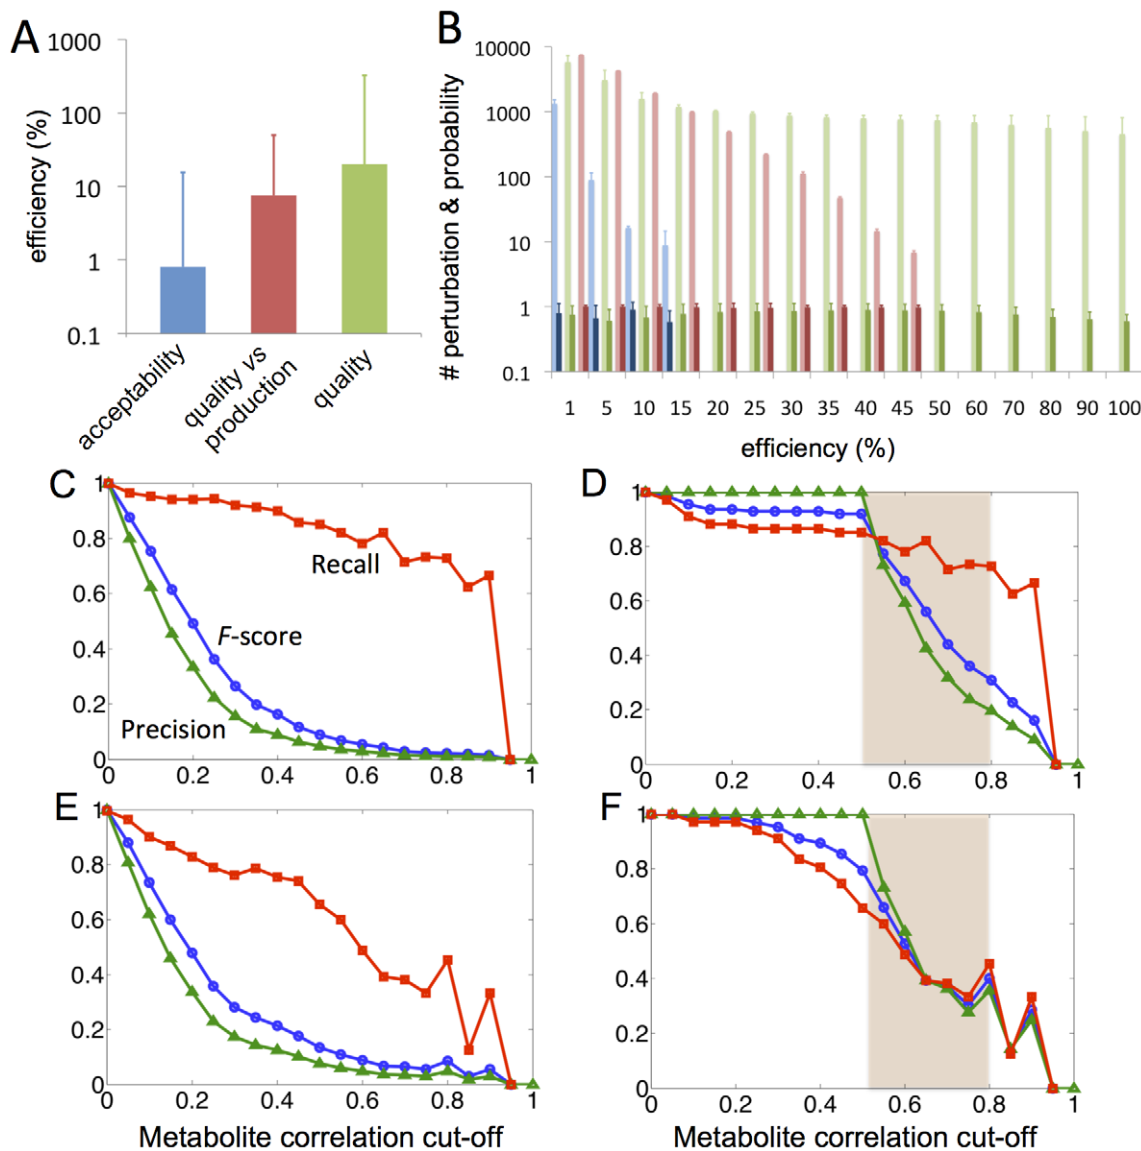 A
1000
100
10
1
0.1
efficiency (%)
acceptability
quality vs
production
quality
B
10000
1000
100
10
1
0.1
# perturbation & probability
1 5 10 15 20 25 30 35 40 45 50 60 70 80 90 100
efficiency (%)
C
1
0.8
0.6
0.4
0.2
0
Recall
F-score
Precision
0 0.2 0.4 0.6 0.8 1
D
1
0.8
0.6
0.4
0.2
0
0 0.2 0.4 0.6 0.8 1
E
1
0.8
0.6
0.4
0.2
0
0 0.2 0.4 0.6 0.8 1
Metabolite correlation cut-off
F
1
0.8
0.6
0.4
0.2
0
0 0.2 0.4 0.6 0.8 1
Metabolite correlation cut-off